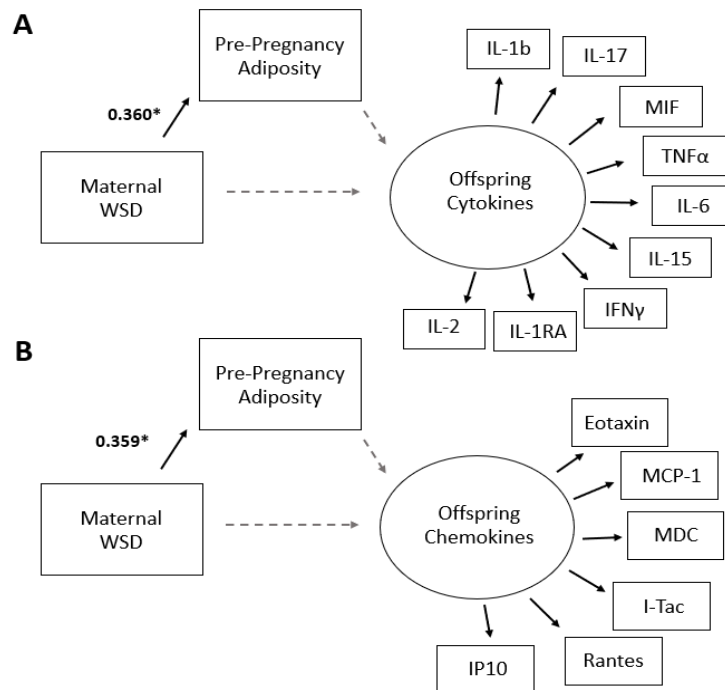 A
Pre-Pregnancy
Adiposity
0.360*
Maternal
WSD
Offspring
Cytokines
IL-1b
IL-17
MIF
TNFα
IL-6
IL-15
IFNγ
IL-1RA
IL-2
B
Pre-Pregnancy
Adiposity
0.359*
Maternal
WSD
Offspring
Chemokines
Eotaxin
MCP-1
MDC
I-Tac
Rantes
IP10